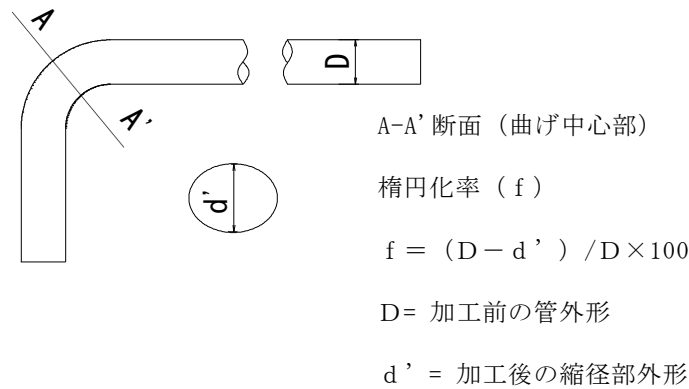 A
D
A'
A-A'断面（曲げ中心部）
d'
楕円化率（ｆ）
ｆ＝（Ｄ－ｄ’）/Ｄ×100
Ｄ= 加工前の管外形
ｄ’= 加工後の縮径部外形